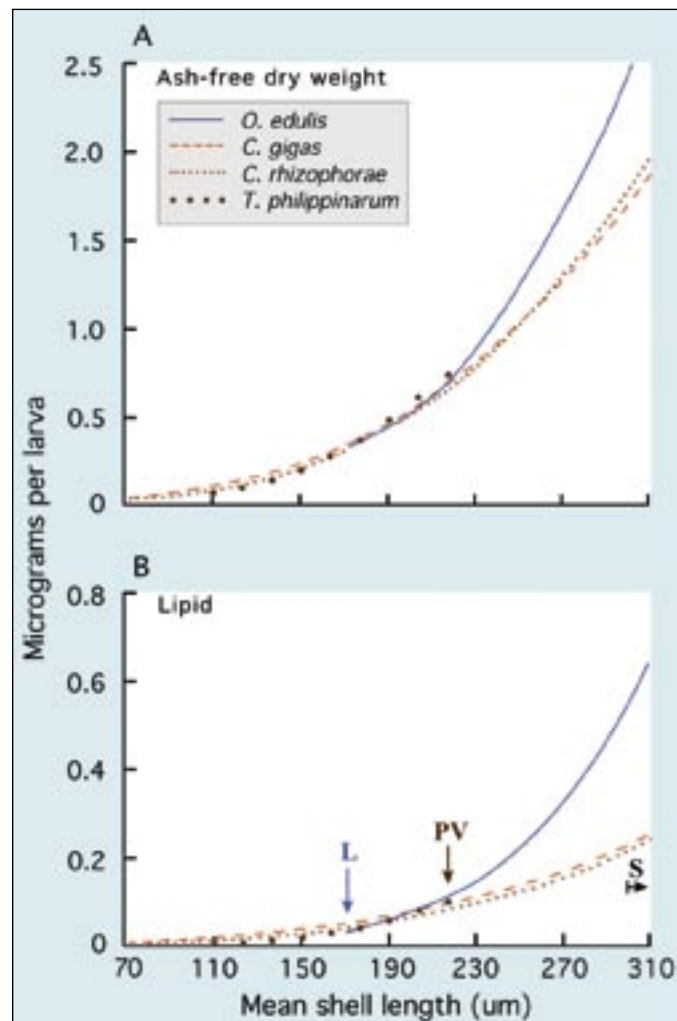 A
Ash-free dry weight
O. edulis
C. gigas
C. rhizophorae
T. philippinarum
2.5
2.0
1.5
1.0
0.5
0
Micrograms per larva
B
Lipid
0.8
0.6
0.4
0.2
0
L
PV
S
70 110 150 190 230 270 310
Mean shell length (um)